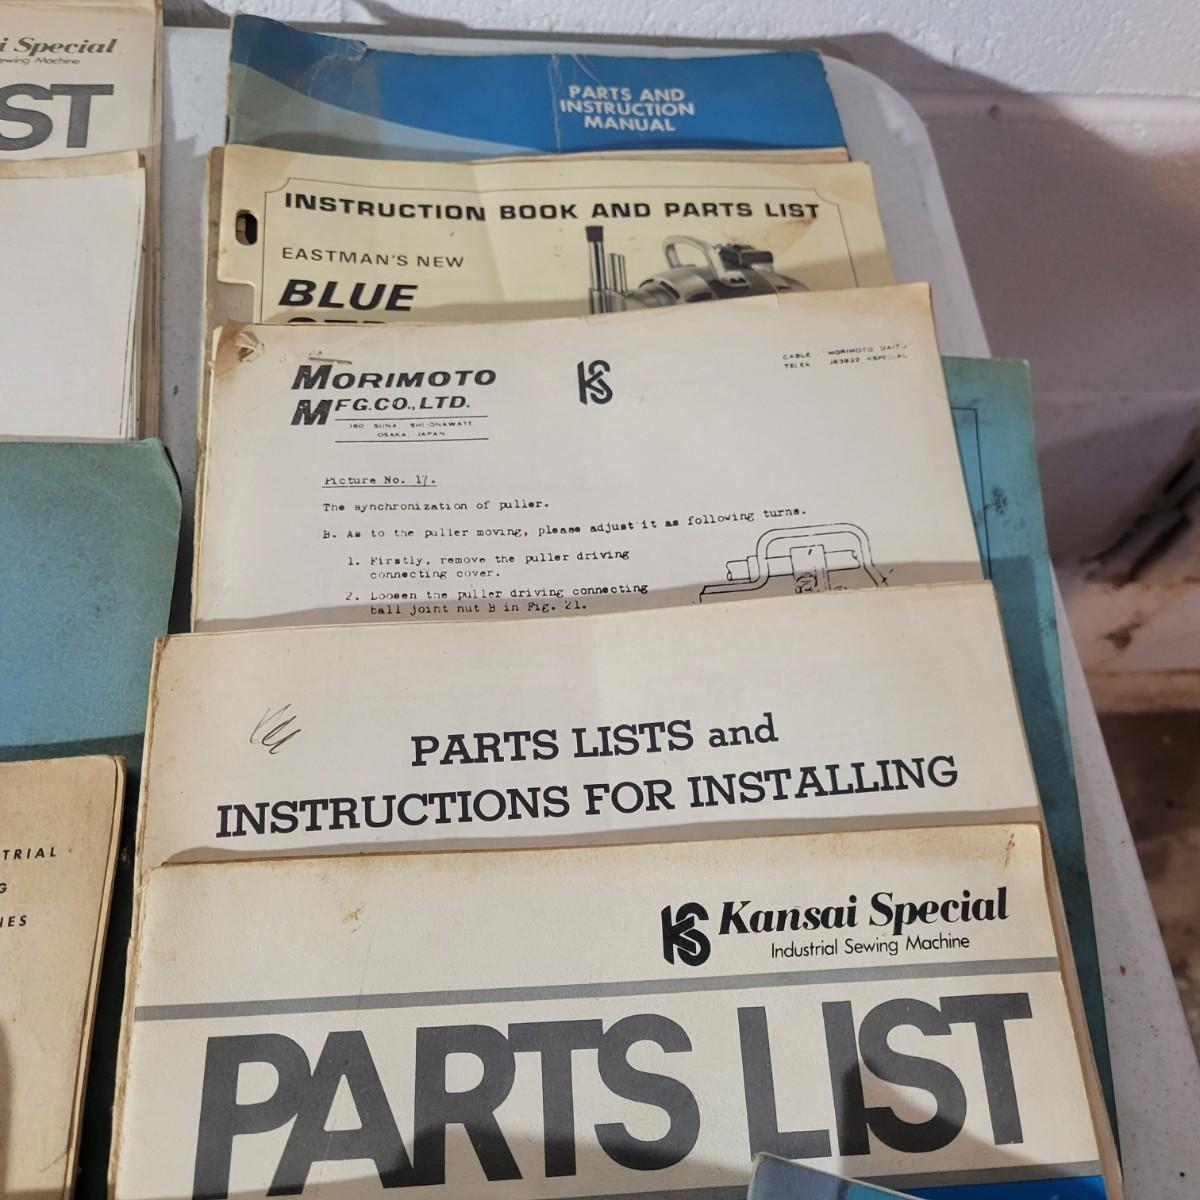 i Special
ewing Machine
ST
PARTS AND
INSTRUCTION
MANUAL
INSTRUCTION BOOK AND PARTS LIST
EASTMAN'S NEW
BLUE
MORIMOTO
MFG.CO.,LTD.
OSAKA, JAPAN
KS
CABLE MORIMOTO
TELEX
Picture No. 17.
The synchronization of puller.
B. As to the puller moving, please adjust it as following turns.
1. Firstly, remove the puller driving
connecting cover.
2. Loosen the puller driving connecting
ball joint nut B in Fig. 21.
PARTS LISTS and
INSTRUCTIONS FOR INSTALLING
TRIAL
G
IES
KS Kansai Special
Industrial Sewing Machine
PARTS LIST